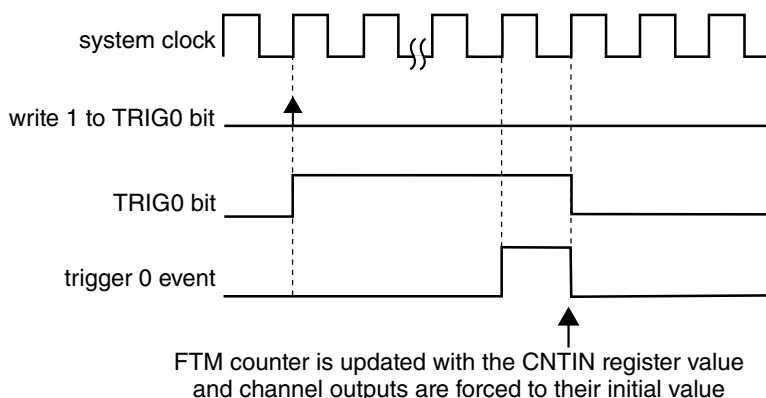 system clock
write 1 to TRIG0 bit
TRIG0 bit
trigger 0 event
FTM counter is updated with the CNTIN register value
and channel outputs are forced to their initial value